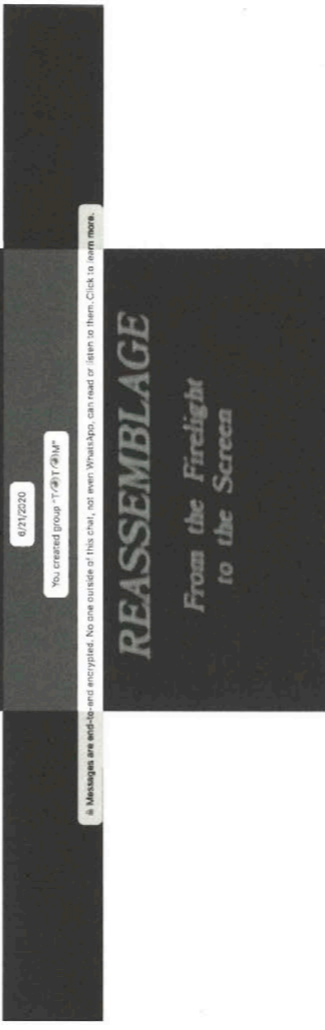 6/21/2020
You created group
Messages are end-to-end encrypted. No one outside of this chat, not even WhatsApp, can read or listen to them. Click to learn more.
REASSEMBLAGE
From the Firelight
to the Screen